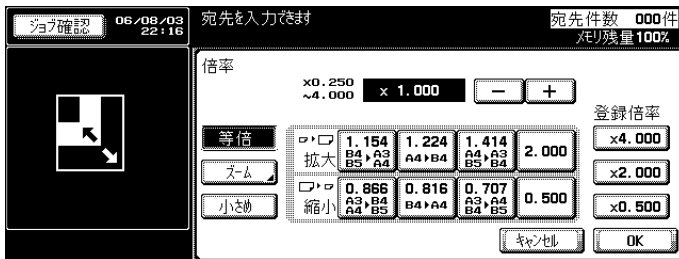 ジョブ確認
06/08/03
22:16
宛先を入力できます
宛先件数 000件
メモリ残量100%
倍率
×0.250
~4.000
× 1.000
−
+
登録倍率
等倍
ズーム
小さめ
拡大
1.154
B4▸A3
B5▸A4
1.224
A4▸B4
1.414
A4▸A3
B5▸B4
2.000
縮小
0.866
A3▸B4
A4▸B5
0.816
B4▸A4
0.707
A3▸A4
B4▸B5
0.500
×4.000
×2.000
×0.500
キャンセル
OK